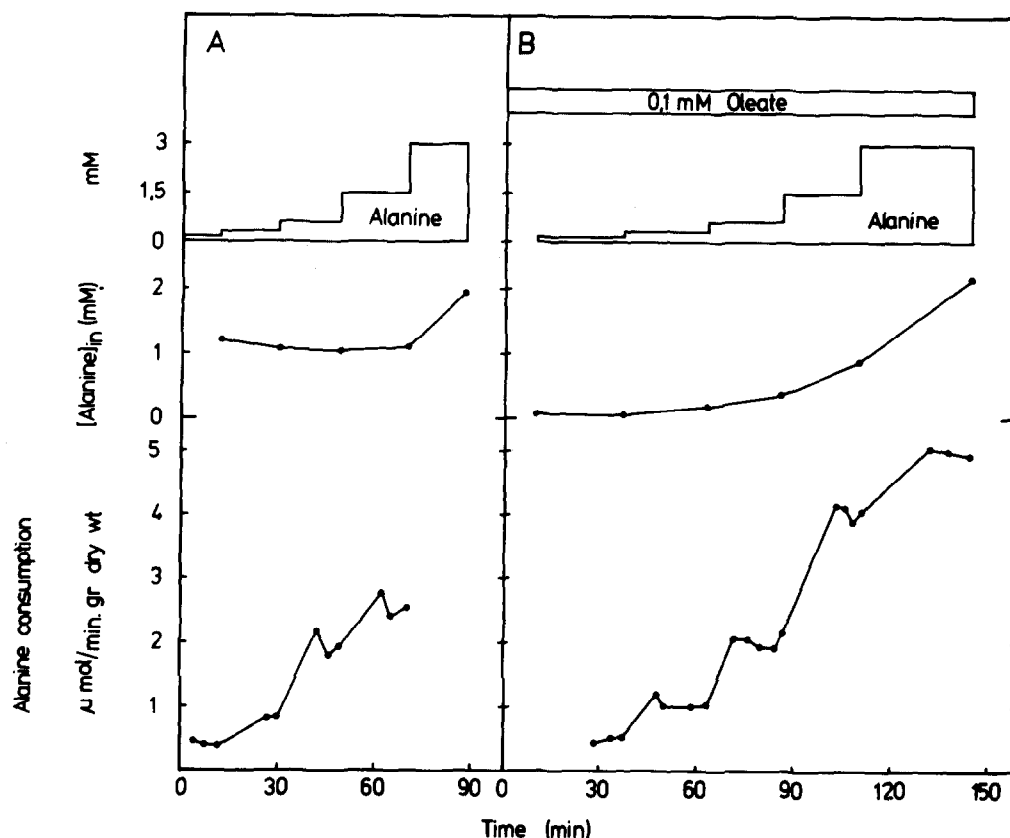 A
B
0,1 mM Oleate
3
1,5
0
mM
Alanine
Alanine
2
1
0
[Alanine]in (mM)
5
4
3
2
1
Alanine consumption
μ mol/min. gr dry wt
0 30 60 90
30 60 90 120 150
Time (min)